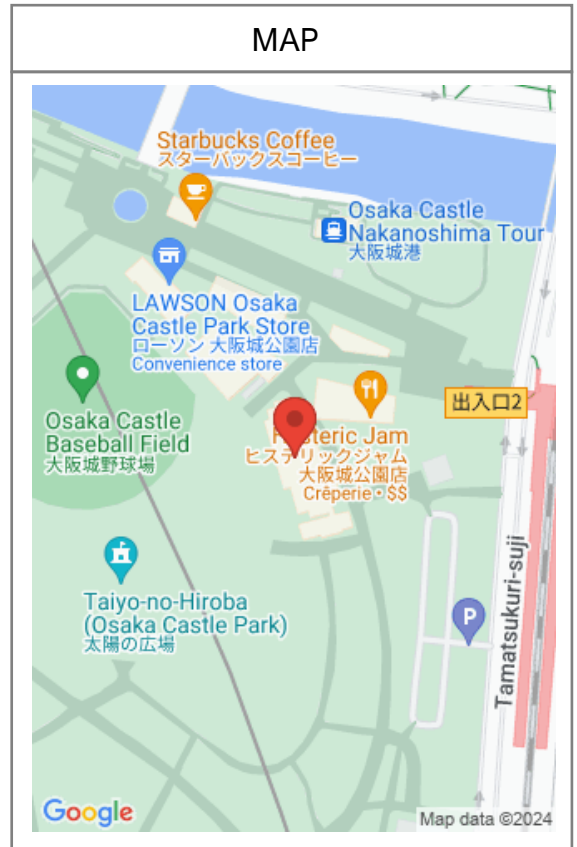 MAP
Starbucks Coffee
スターバックスコーヒー
Osaka Castle
Nakanoshima Tour
大阪城港
LAWSON Osaka
Castle Park Store
ローソン 大阪城公園店
Convenience store
出入口2
Osaka Castle
Baseball Field
大阪城野球場
teric Jam
ヒステリックジャム
大阪城公園店
Crêperie • $$
Taiyo-no-Hiroba
(Osaka Castle Park)
太陽の広場
P
Tamatsukuri-suji
Google
Map data ©2024